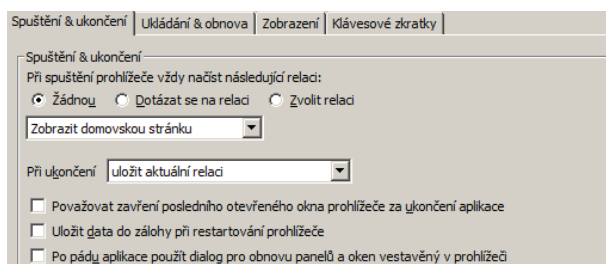 Spuštění & ukončení Ukládání & obnova Zobrazení Klávesové zkratky
Spuštění & ukončení
Při spuštění prohlížeče vždy načíst následující relaci:
Žádnou Dotázat se na relaci Zvolit relaci
Zobrazit domovskou stránku
Při ukončení uložit aktuální relaci
Považovat zavření posledního otevřeného okna prohlížeče za ukončení aplikace
Uložit data do zálohy při restartování prohlížeče
Po pádu aplikace použít dialog pro obnovu panelů a oken vestavěný v prohlížeči